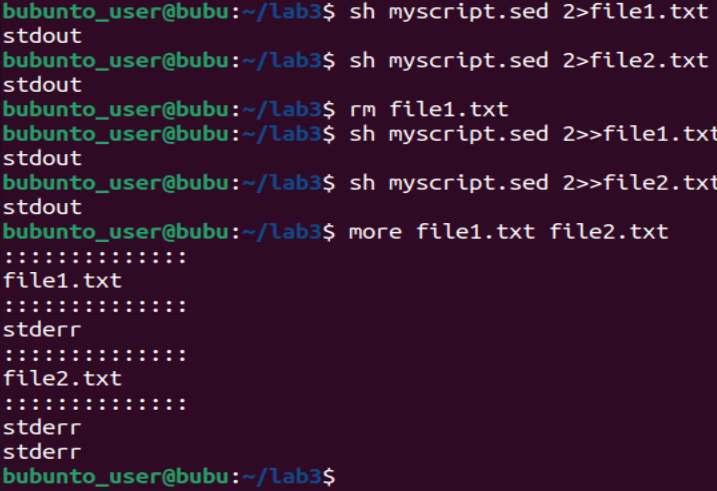 bubunto_user@bubu:~/lab3$ sh myscript.sed 2>file1.txt
stdout
bubunto_user@bubu:~/lab3$ sh myscript.sed 2>file2.txt
stdout
bubunto_user@bubu:~/lab3$ rm file1.txt
bubunto_user@bubu:~/lab3$ sh myscript.sed 2>>file1.txt
stdout
bubunto_user@bubu:~/lab3$ sh myscript.sed 2>>file2.txt
stdout
bubunto_user@bubu:~/lab3$ more file1.txt file2.txt
::::::::::::::
file1.txt
::::::::::::::
stderr
::::::::::::::
file2.txt
::::::::::::::
stderr
stderr
bubunto_user@bubu:~/lab3$